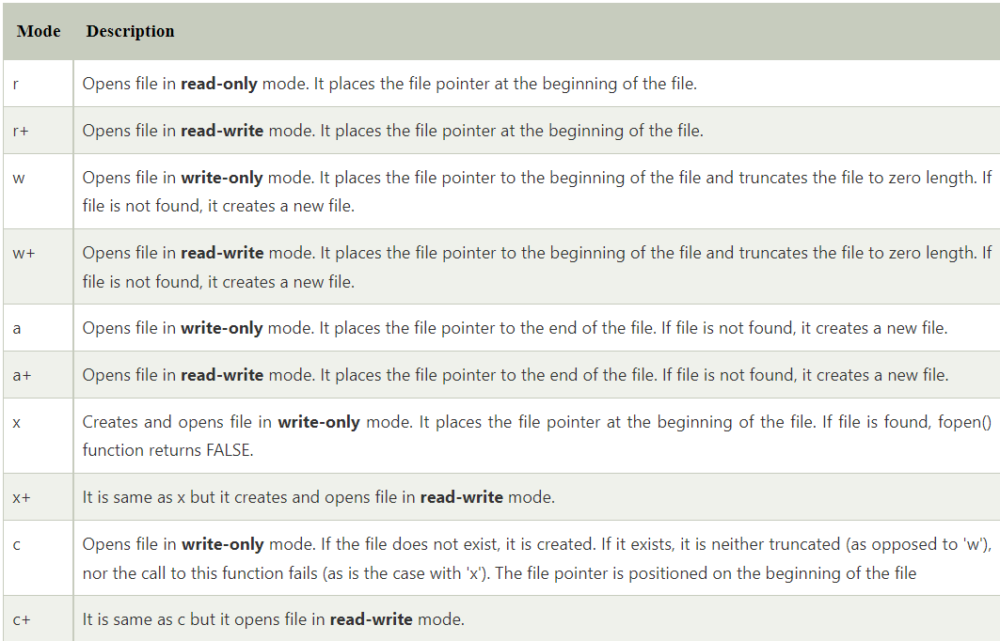 Mode Description
r Opens file in read-only mode. It places the file pointer at the beginning of the file.
r+ Opens file in read-write mode. It places the file pointer at the beginning of the file.
w Opens file in write-only mode. It places the file pointer to the beginning of the file and truncates the file to zero length. If
file is not found, it creates a new file.
w+ Opens file in read-write mode. It places the file pointer to the beginning of the file and truncates the file to zero length. If
file is not found, it creates a new file.
a Opens file in write-only mode. It places the file pointer to the end of the file. If file is not found, it creates a new file.
a+ Opens file in read-write mode. It places the file pointer to the end of the file. If file is not found, it creates a new file.
x Creates and opens file in write-only mode. It places the file pointer at the beginning of the file. If file is found, fopen()
function returns FALSE.
x+ It is same as x but it creates and opens file in read-write mode.
c Opens file in write-only mode. If the file does not exist, it is created. If it exists, it is neither truncated (as opposed to 'w'),
nor the call to this function fails (as is the case with 'x'). The file pointer is positioned on the beginning of the file
c+ It is same as c but it opens file in read-write mode.